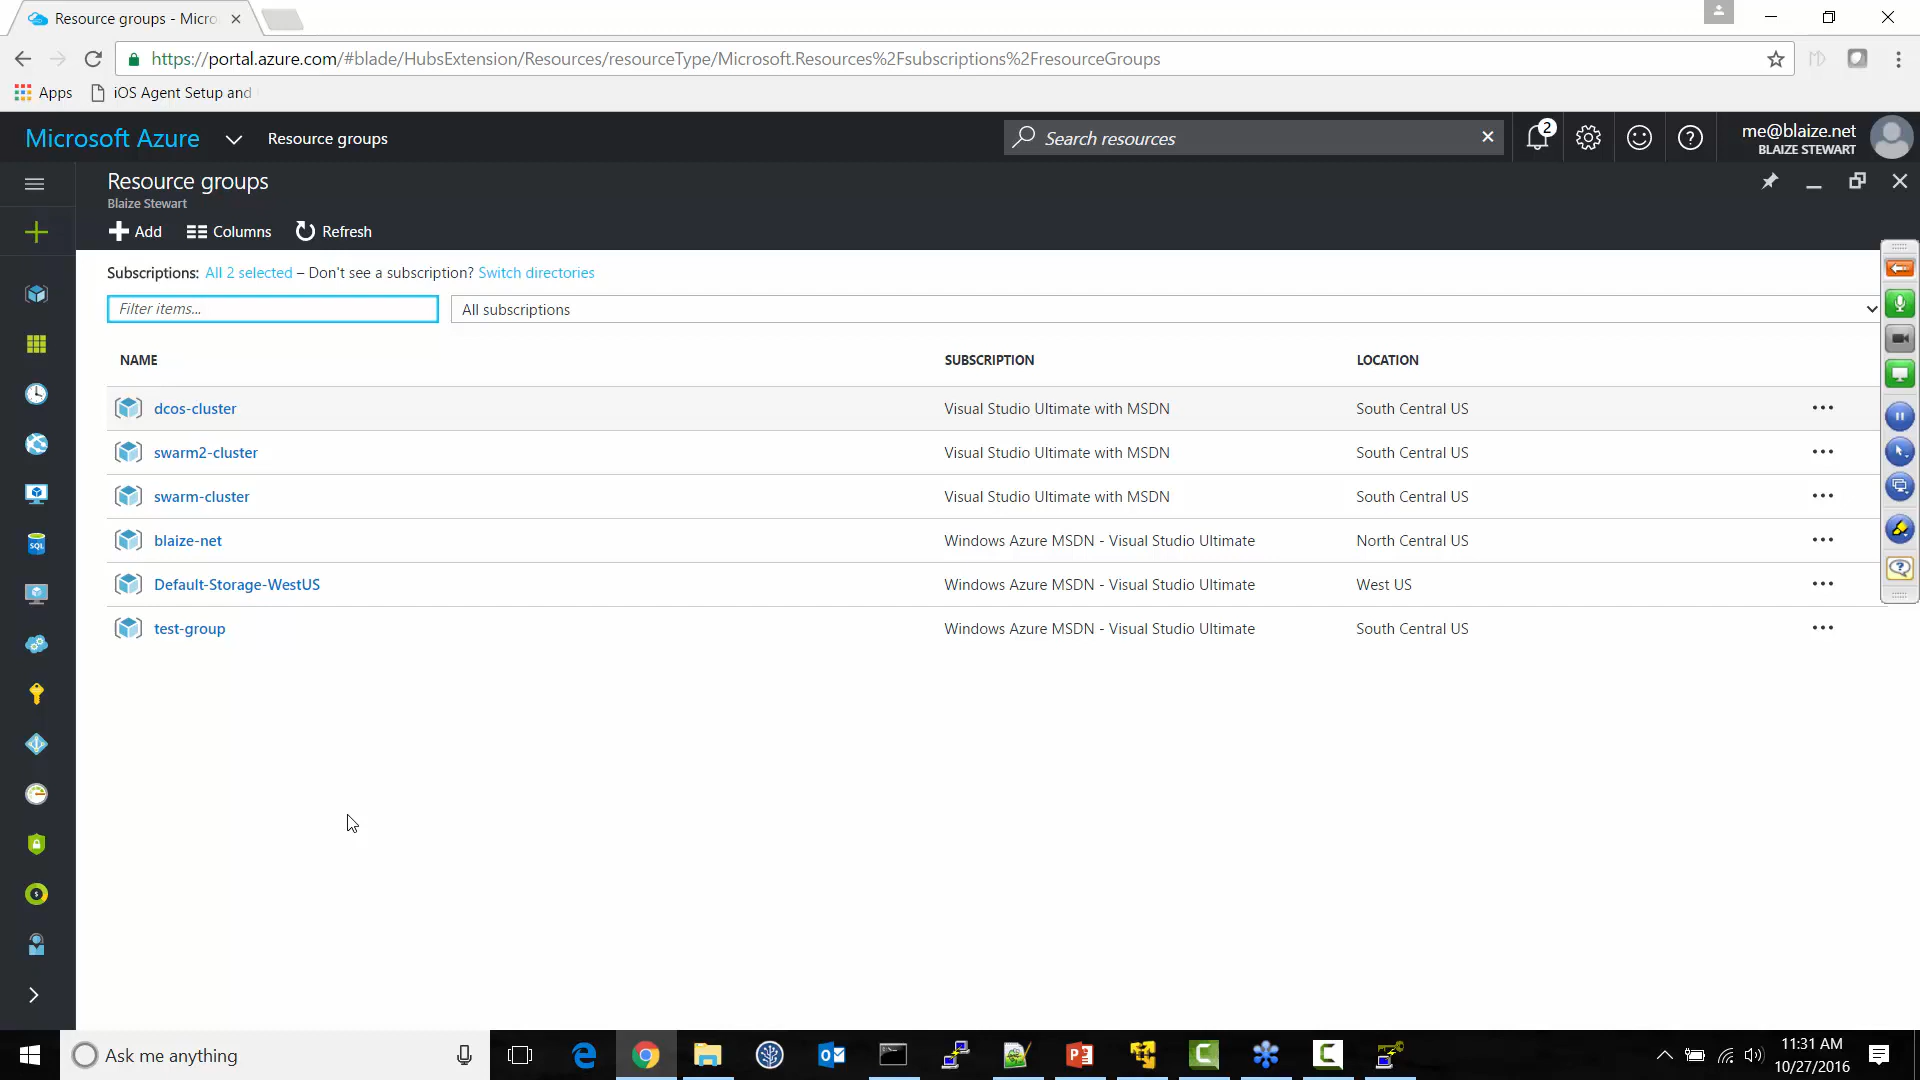 Resource groups - Micro
https://portal.azure.com/#blade/HubsExtension/Resources/resourceType/Microsoft.Resources%2Fsubscriptions%2FresourceGroups
Apps iOS Agent Setup and
Microsoft Azure Resource groups Search resources 2 me@blaize.net
BLAIZE STEWART
Resource groups
Blaize Stewart
Add Columns Refresh
Subscriptions: All 2 selected – Don't see a subscription? Switch directories
Filter items... All subscriptions
NAME SUBSCRIPTION LOCATION
dcos-cluster Visual Studio Ultimate with MSDN South Central US
swarm2-cluster Visual Studio Ultimate with MSDN South Central US
swarm-cluster Visual Studio Ultimate with MSDN South Central US
blaize-net Windows Azure MSDN - Visual Studio Ultimate North Central US
Default-Storage-WestUS Windows Azure MSDN - Visual Studio Ultimate West US
test-group Windows Azure MSDN - Visual Studio Ultimate South Central US
SQL
Ask me anything
11:31 AM
10/27/2016